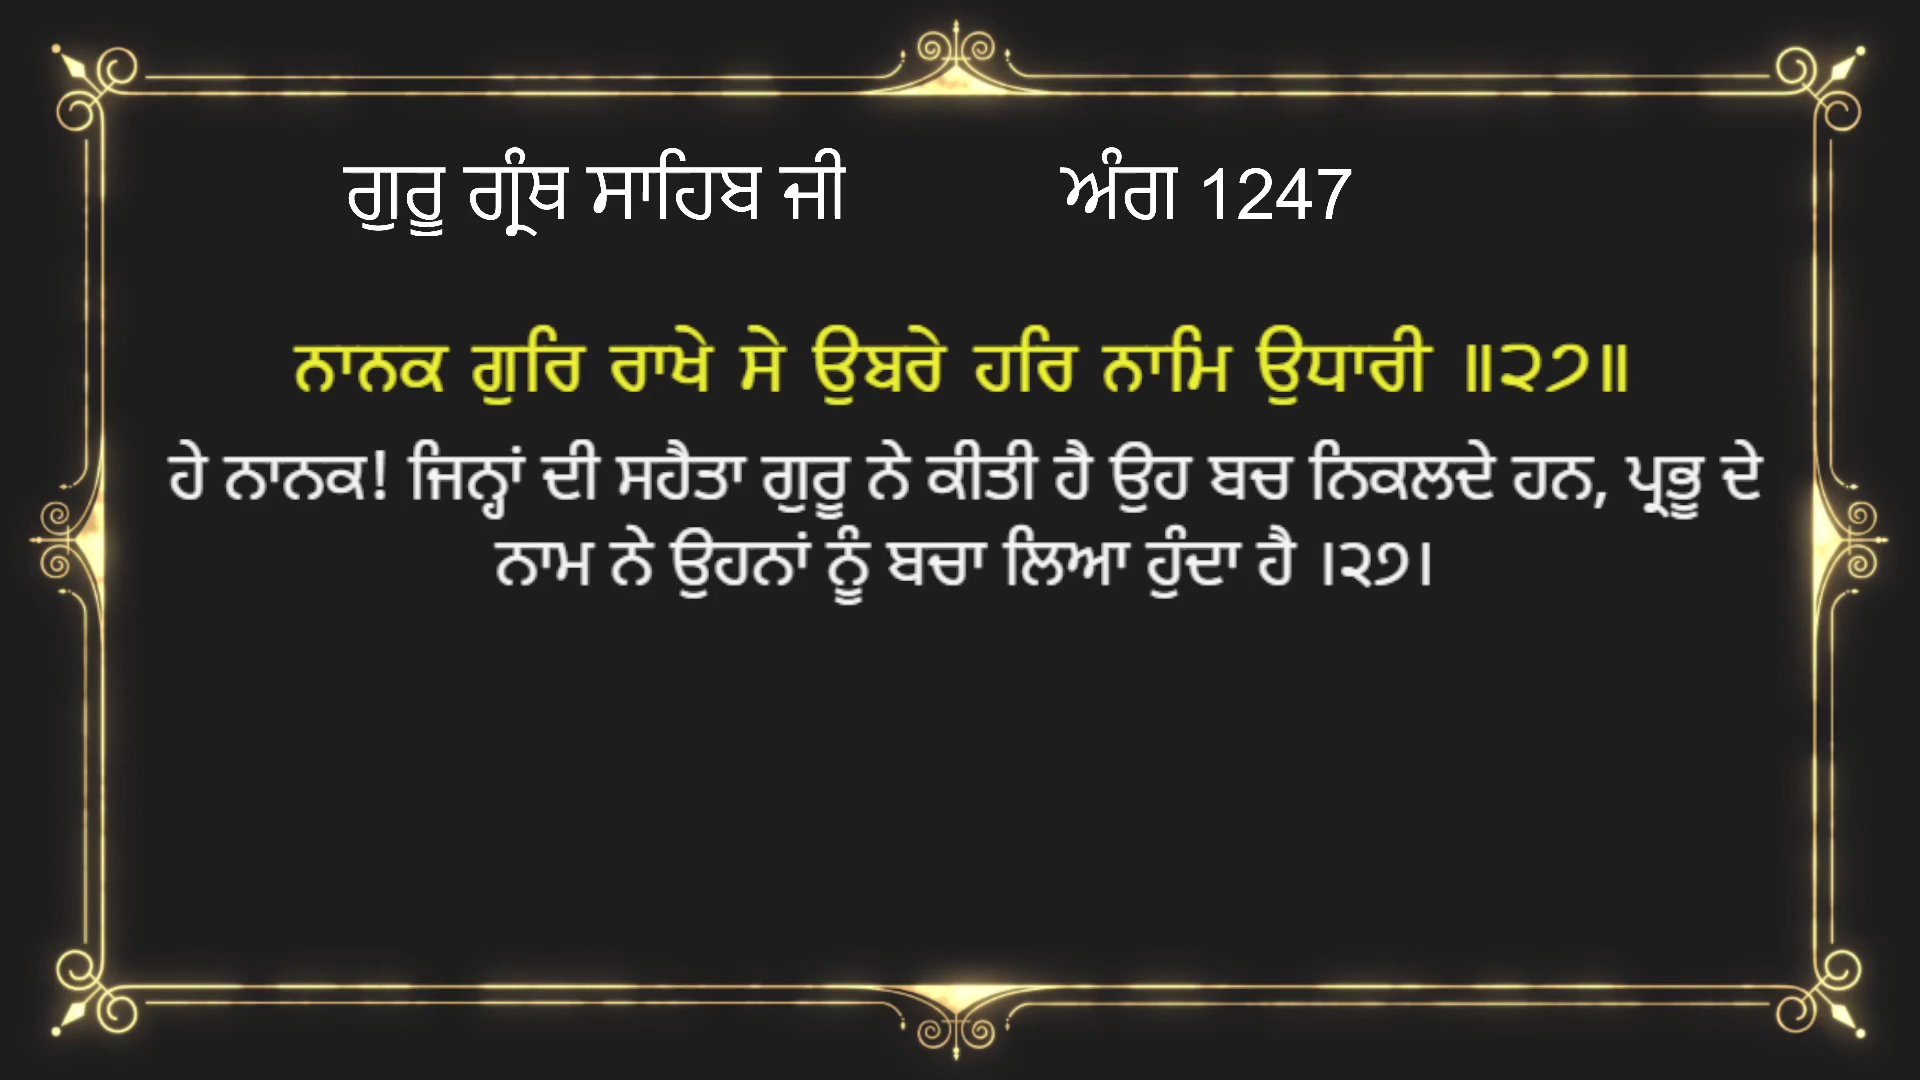 ਗੁਰੂ ਗ੍ਰੰਥ ਸਾਹਿਬ ਜੀ ਅੰਗ 1247
ਨਾਨਕ ਗੁਰਿ ਰਾਖੇ ਸੇ ਉਬਰੇ ਹਰਿ ਨਾਮਿ ਉਧਾਰੀ ॥੨੭॥
ਹੇ ਨਾਨਕ! ਜਿਨ੍ਹਾਂ ਦੀ ਸਹੈਤਾ ਗੁਰੂ ਨੇ ਕੀਤੀ ਹੈ ਉਹ ਬਚ ਨਿਕਲਦੇ ਹਨ, ਪ੍ਰਭੂ ਦੇ
ਨਾਮ ਨੇ ਉਹਨਾਂ ਨੂੰ ਬਚਾ ਲਿਆ ਹੁੰਦਾ ਹੈ ।੨੭।